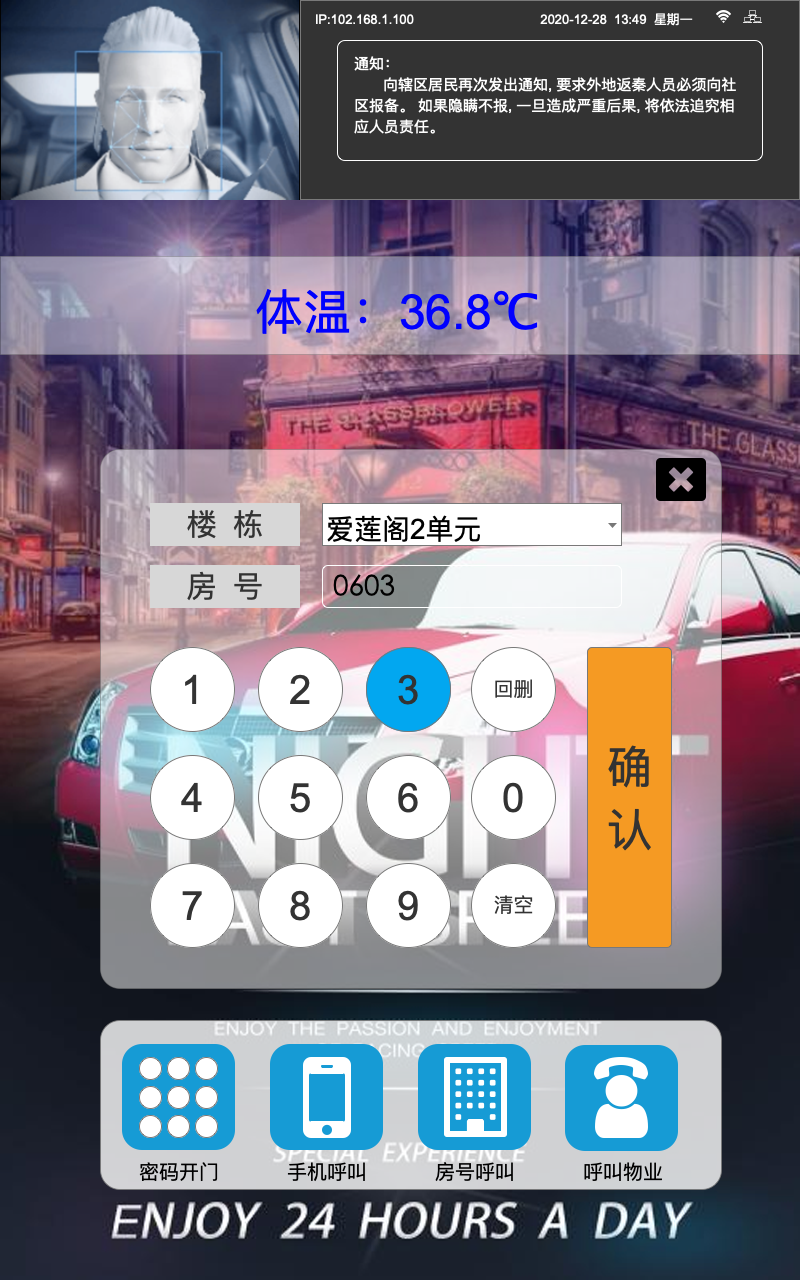 IP:102.168.1.100
2020-12-28 13:49 星期一
通知：
向辖区居民再次发出通知，要求外地返秦人员必须向社
区报备。如果隐瞒不报，一旦造成严重后果，将依法追究相
应人员责任。
体温：36.8℃
THE GLASSBLOWER
THE GLASS
楼 栋
爱莲阁2单元
房 号
0603
1
2
3
回删
4
5
6
0
确
认
7
8
9
清空
NIGHT
ENJOY THE PASSION AND ENJOYMENT
密码开门
手机呼叫
房号呼叫
呼叫物业
SPECIAL EXPERIENCE
ENJOY 24 HOURS A DAY